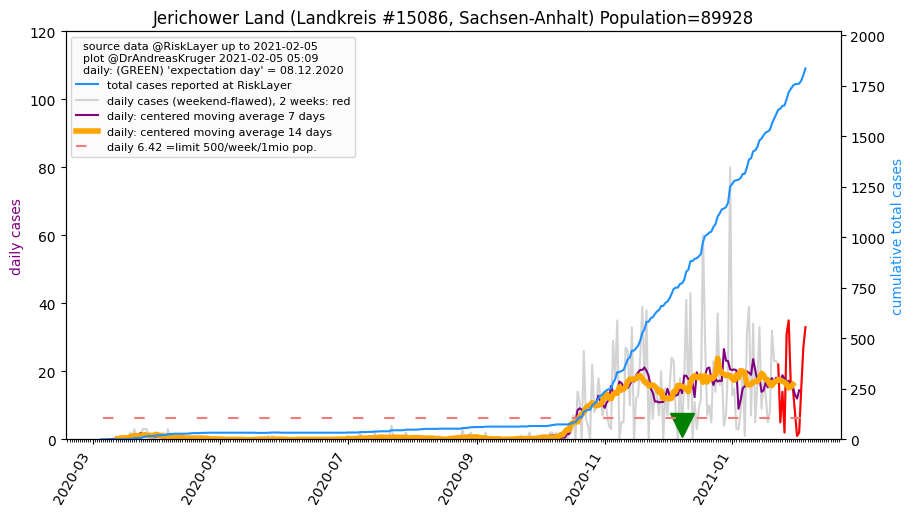 Jerichower Land (Landkreis #15086, Sachsen-Anhalt) Population=89928
source data @RiskLayer up to 2021-02-05
plot @DrAndreasKruger 2021-02-05 05:09
daily: (GREEN) 'expectation day' = 08.12.2020
total cases reported at RiskLayer
daily cases (weekend-flawed), 2 weeks: red
daily: centered moving average 7 days
daily: centered moving average 14 days
daily 6.42 =limit 500/week/1mio pop.
daily cases
120
100
80
60
40
20
0
cumulative total cases
2000
1750
1500
1250
1000
750
500
250
0
2020-03
2020-05
2020-07
2020-09
2020-11
2021-01